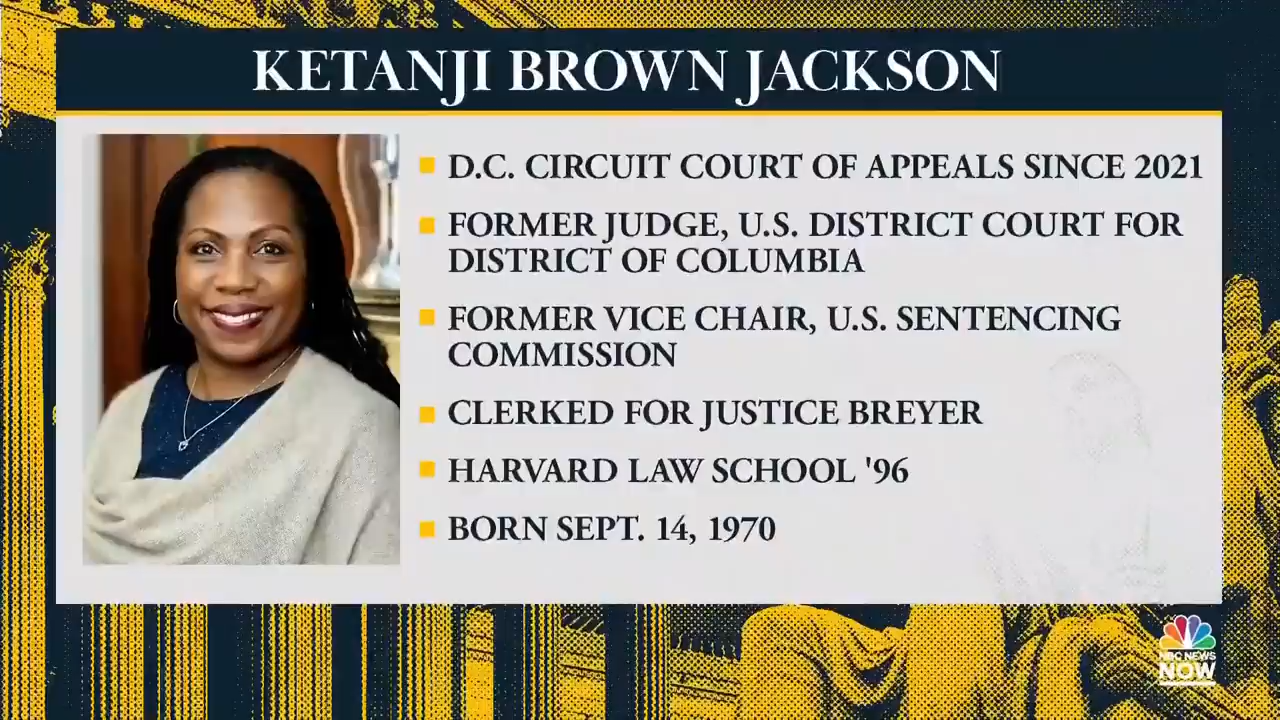 KETANJI BROWN JACKSON
D.C. CIRCUIT COURT OF APPEALS SINCE 2021
FORMER JUDGE, U.S. DISTRICT COURT FOR
DISTRICT OF COLUMBIA
FORMER VICE CHAIR, U.S. SENTENCING
COMMISSION
CLERKED FOR JUSTICE BREYER
HARVARD LAW SCHOOL '96
BORN SEPT. 14, 1970
NBC NEWS
NOW